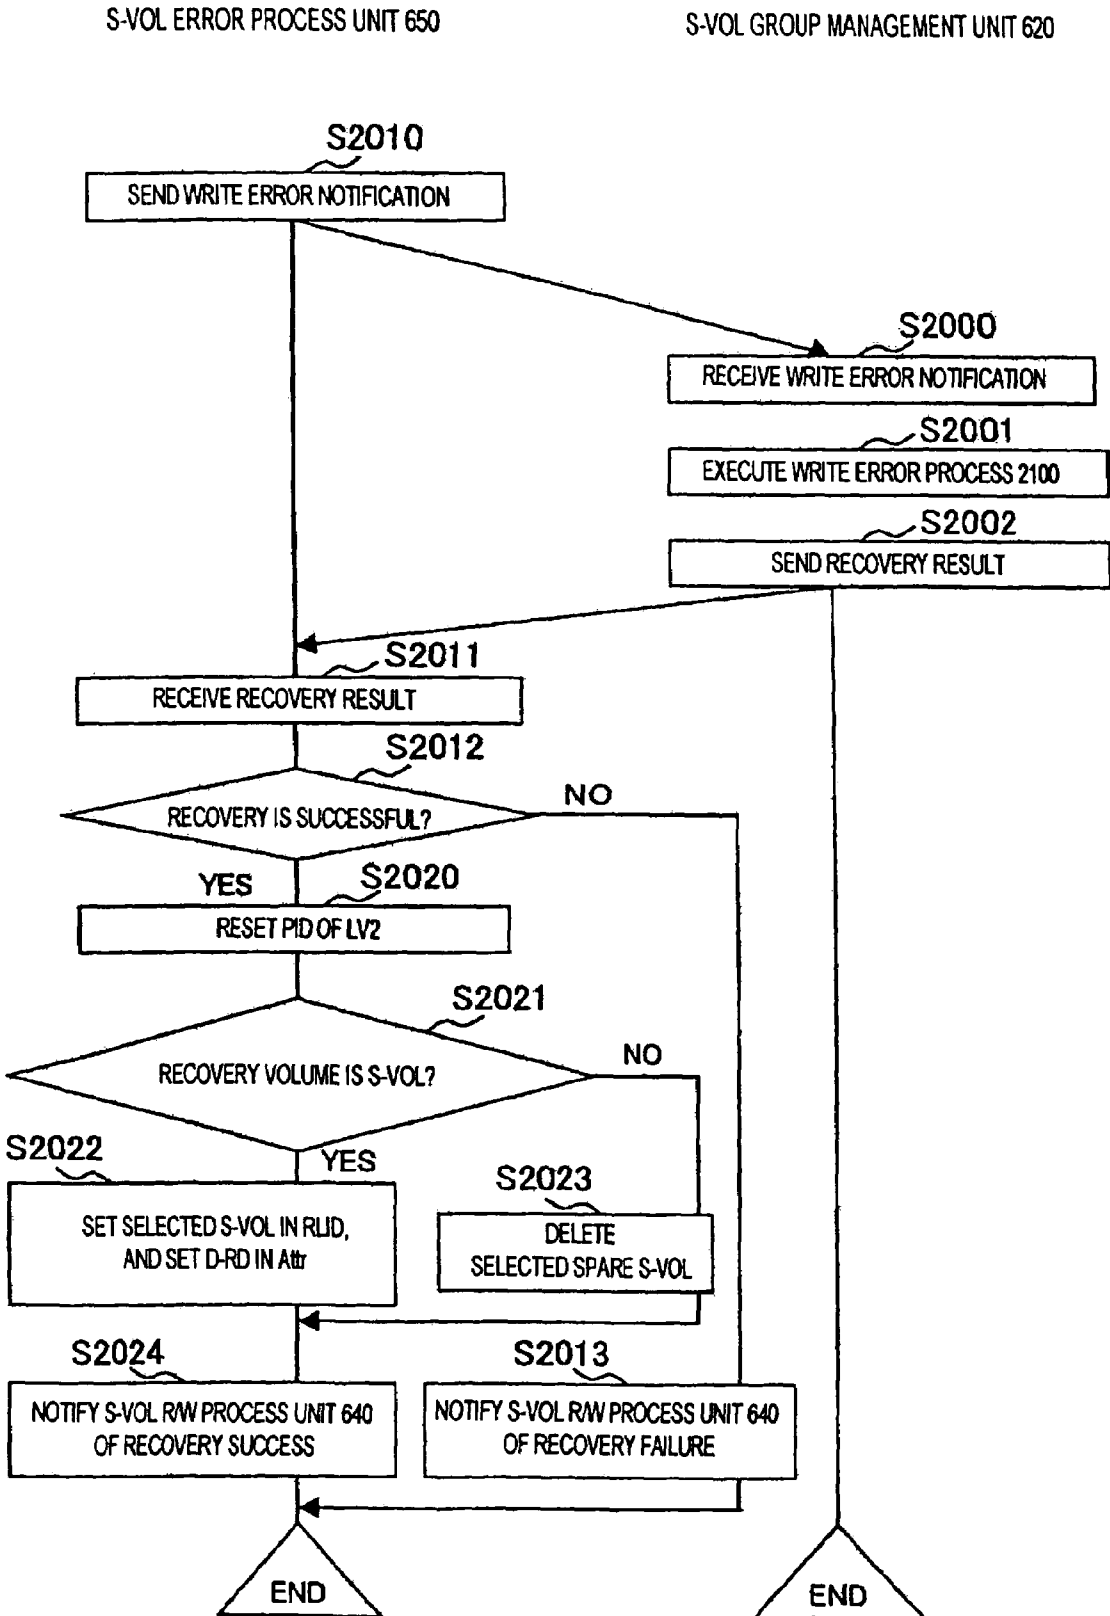 S-VOL ERROR PROCESS UNIT 650
S-VOL GROUP MANAGEMENT UNIT 620
S2010
SEND WRITE ERROR NOTIFICATION
S2000
RECEIVE WRITE ERROR NOTIFICATION
S2001
EXECUTE WRITE ERROR PROCESS 2100
S2002
SEND RECOVERY RESULT
S2011
RECEIVE RECOVERY RESULT
S2012
RECOVERY IS SUCCESSFUL?
NO
YES
S2020
RESET PID OF LV2
S2021
RECOVERY VOLUME IS S-VOL?
NO
YES
S2022
SET SELECTED S-VOL IN RLID,
AND SET D-RD IN Attr
S2023
DELETE
SELECTED SPARE S-VOL
S2024
NOTIFY S-VOL R/W PROCESS UNIT 640
OF RECOVERY SUCCESS
S2013
NOTIFY S-VOL R/W PROCESS UNIT 640
OF RECOVERY FAILURE
END
END